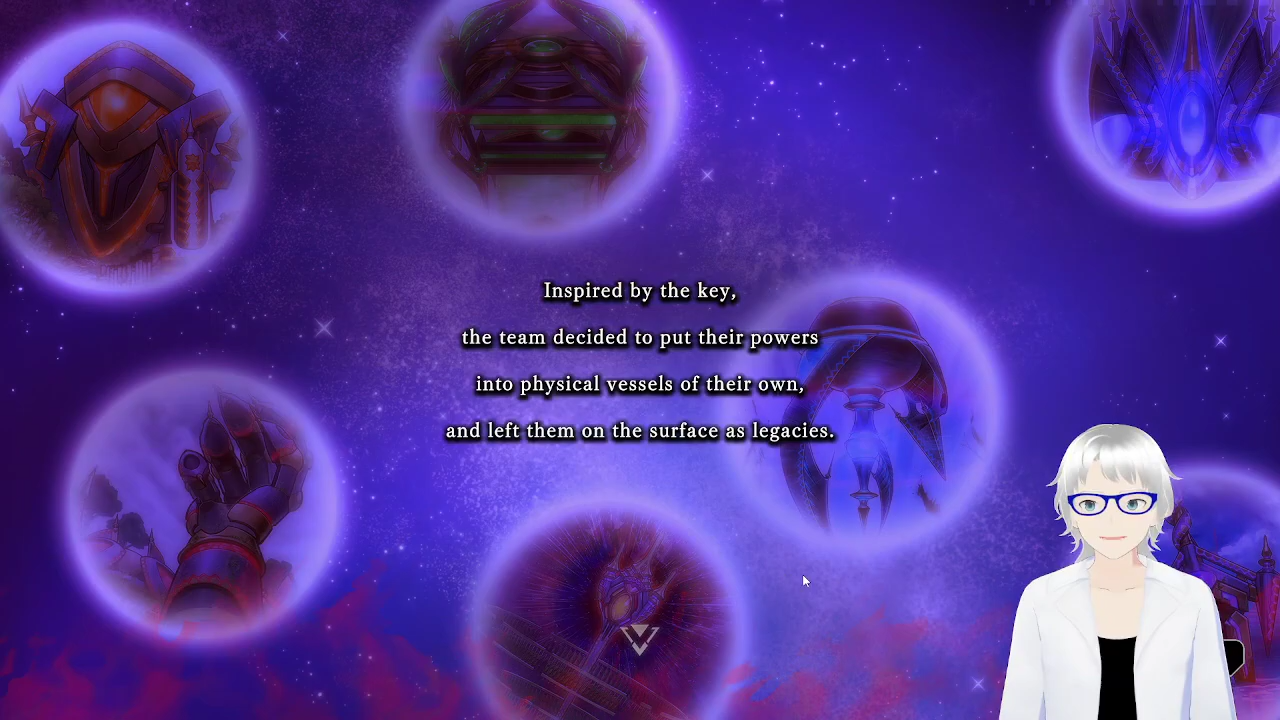 Inspired by the key,
the team decided to put their powers
into physical vessels of their own,
and left them on the surface as legacies.